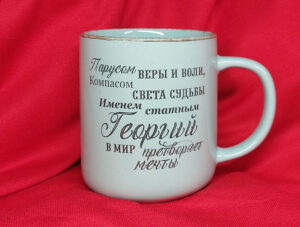 Парусом ВЕРЫ И ВОЛИ,
Компасом
СВЕТА СУДЬБЫ
Именем статным
Георгий
В МИР претворяет
мечты